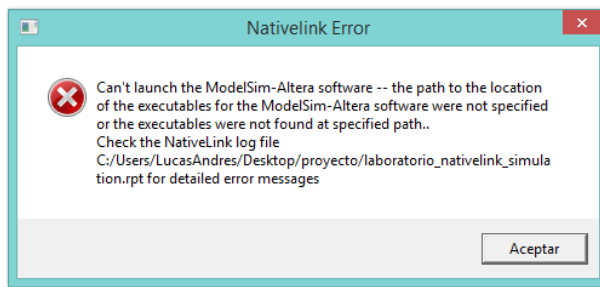 Nativelink Error
Can't launch the ModelSim-Altera software -- the path to the location
of the executables for the ModelSim-Altera software were not specified
or the executables were not found at specified path..
Check the NativeLink log file
C:/Users/LucasAndres/Desktop/proyecto/laboratorio_nativelink_simula
tion.rpt for detailed error messages
Aceptar